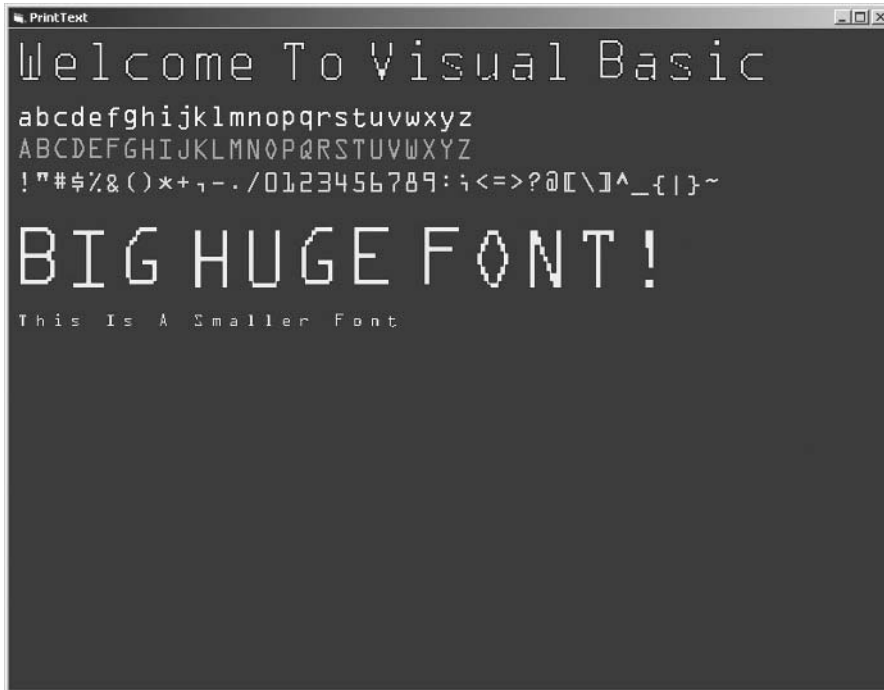 PrintText
Welcome To Visual Basic
abcdefghijklmnopqrstuvwxyz
ABCDEFGHIJKLMNOPQRSTUVWXYZ
!"#$%&()*+,-./0123456789:;<=>?@[\]^_{|}~
BIG HUGE FONT!
This Is A Smaller Font